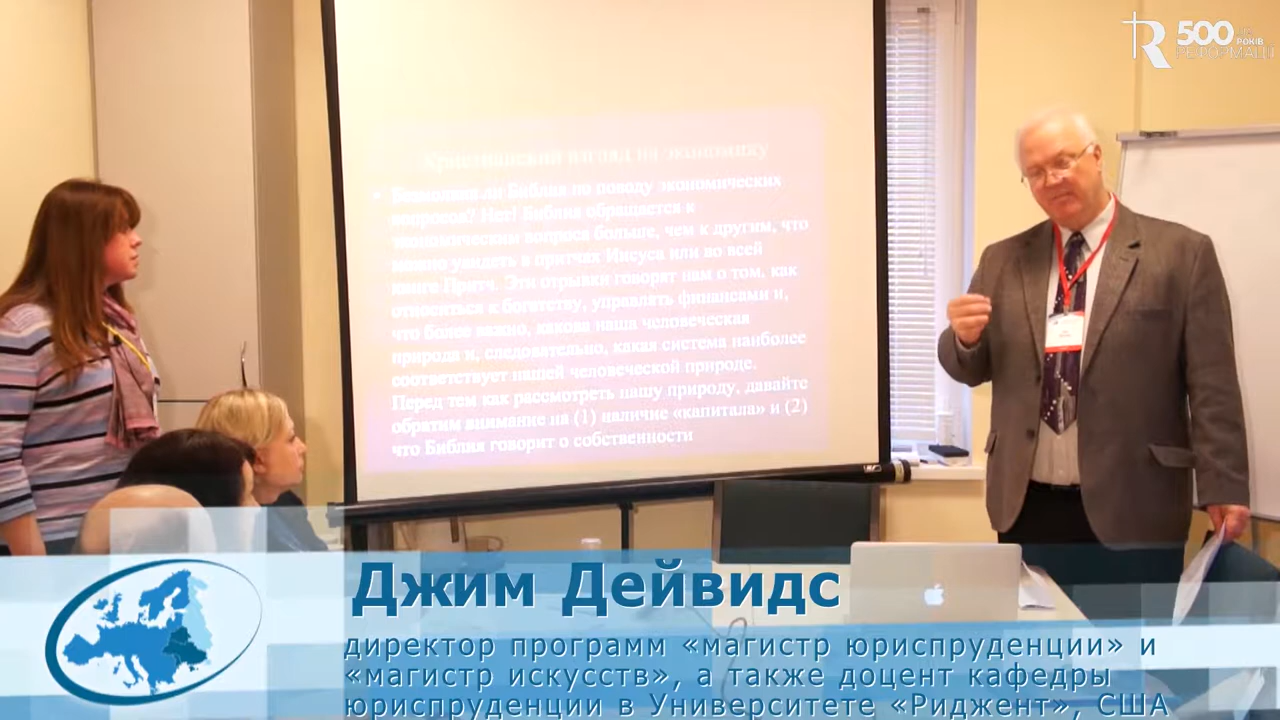 R 500
РОКІВ
РЕФОРМАЦІЇ
Христианский взгляд на экономику
• Безмолвна ли Библия по поводу экономических
вопросов? Нет! Библия обращается к
экономическим вопроса больше, чем к другим, что
можно увидеть в притчах Иисуса или во всей
книге Притч. Эти отрывки говорят нам о том, как
относиться к богатству, управлять финансами и,
что более важно, какова наша человеческая
природа и, следовательно, какая система наиболее
соответствует нашей человеческой природе.
Перед тем как рассмотреть нашу природу, давайте
обратим внимание на (1) наличие «капитала» и (2)
что Библия говорит о собственности
Джим Дейвидс
директор программ «магистр юриспруденции» и
«магистр искусств», а также доцент кафедры
юриспруденции в Университете «Риджент», США